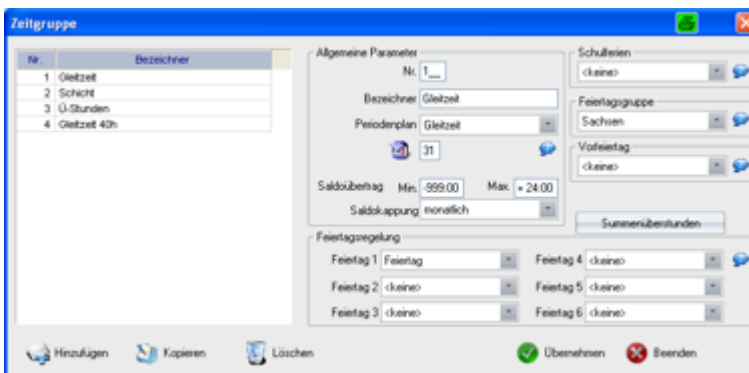 Zeitgruppe
Nr. Bezeichner
1 Gleitzeit
2 Schicht
3 Ü-Stunden
4 Gleitzeit 40h
Allgemeine Parameter
Nr. 1__
Bezeichner Gleitzeit
Periodenplan Gleitzeit
31
Saldoübertrag Min. -999:00 Max. + 24:00
Saldokappung monatlich
Schulferien
<keine>
Feiertagsgruppe
Sachsen
Vorfeiertag
<keine>
Summenüberstunden
Feiertagsregelung
Feiertag 1 Feiertag Feiertag 4 <keine>
Feiertag 2 <keine> Feiertag 5 <keine>
Feiertag 3 <keine> Feiertag 6 <keine>
Hinzufügen Kopieren Löschen Übernehmen Beenden